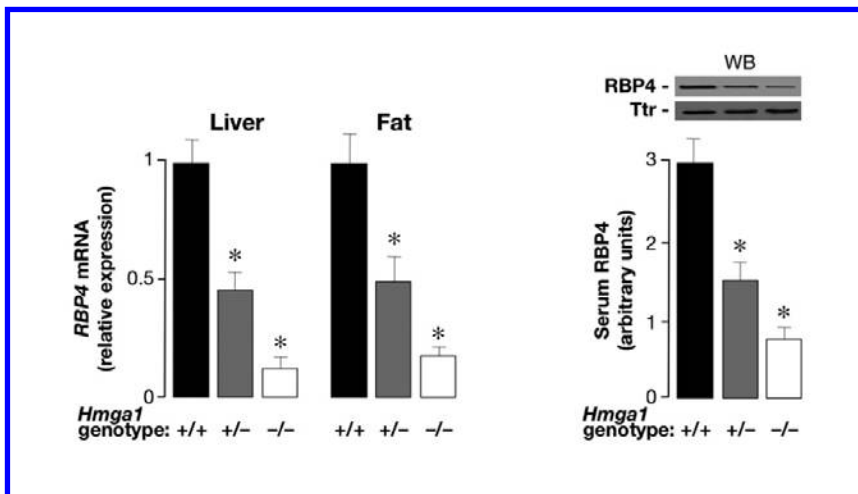 WB
RBP4 -
Ttr -
Liver
Fat
RBP4 mRNA
(relative expression)
1
0.5
0
* * * *
Hmga1
genotype: +/+ +/− −/− +/+ +/− −/−
Serum RBP4
(arbitrary units)
3
2
1
0
* *
Hmga1
+/+ +/− −/−